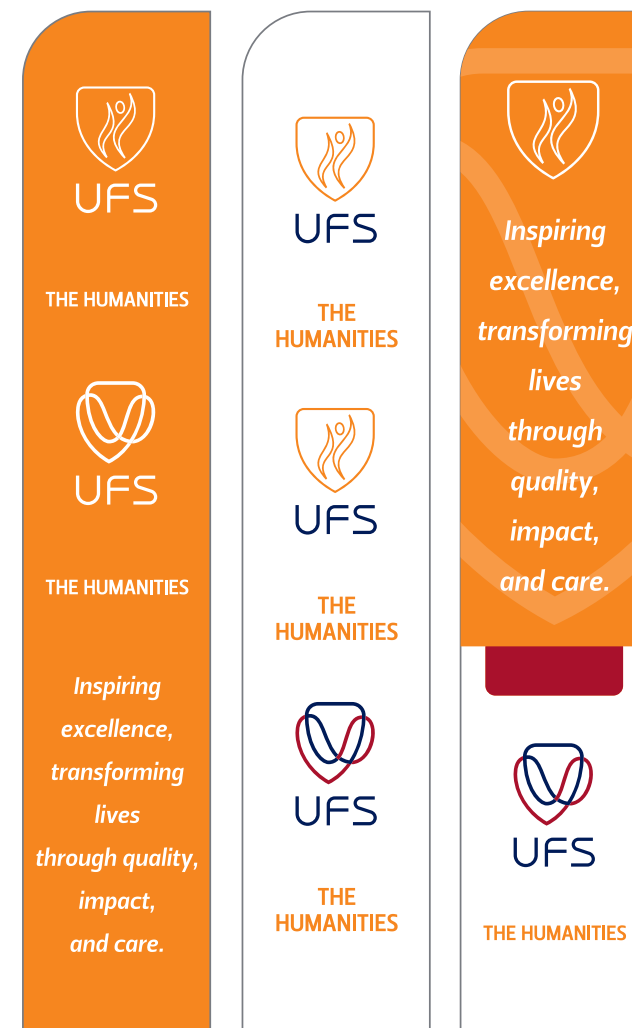 UFS
THE HUMANITIES
UFS
THE HUMANITIES
Inspiring
excellence,
transforming
lives
through quality,
impact,
and care.
UFS
THE
HUMANITIES
UFS
THE
HUMANITIES
UFS
THE
HUMANITIES
Inspiring
excellence,
transforming
lives
through
quality,
impact,
and care.
UFS
THE HUMANITIES